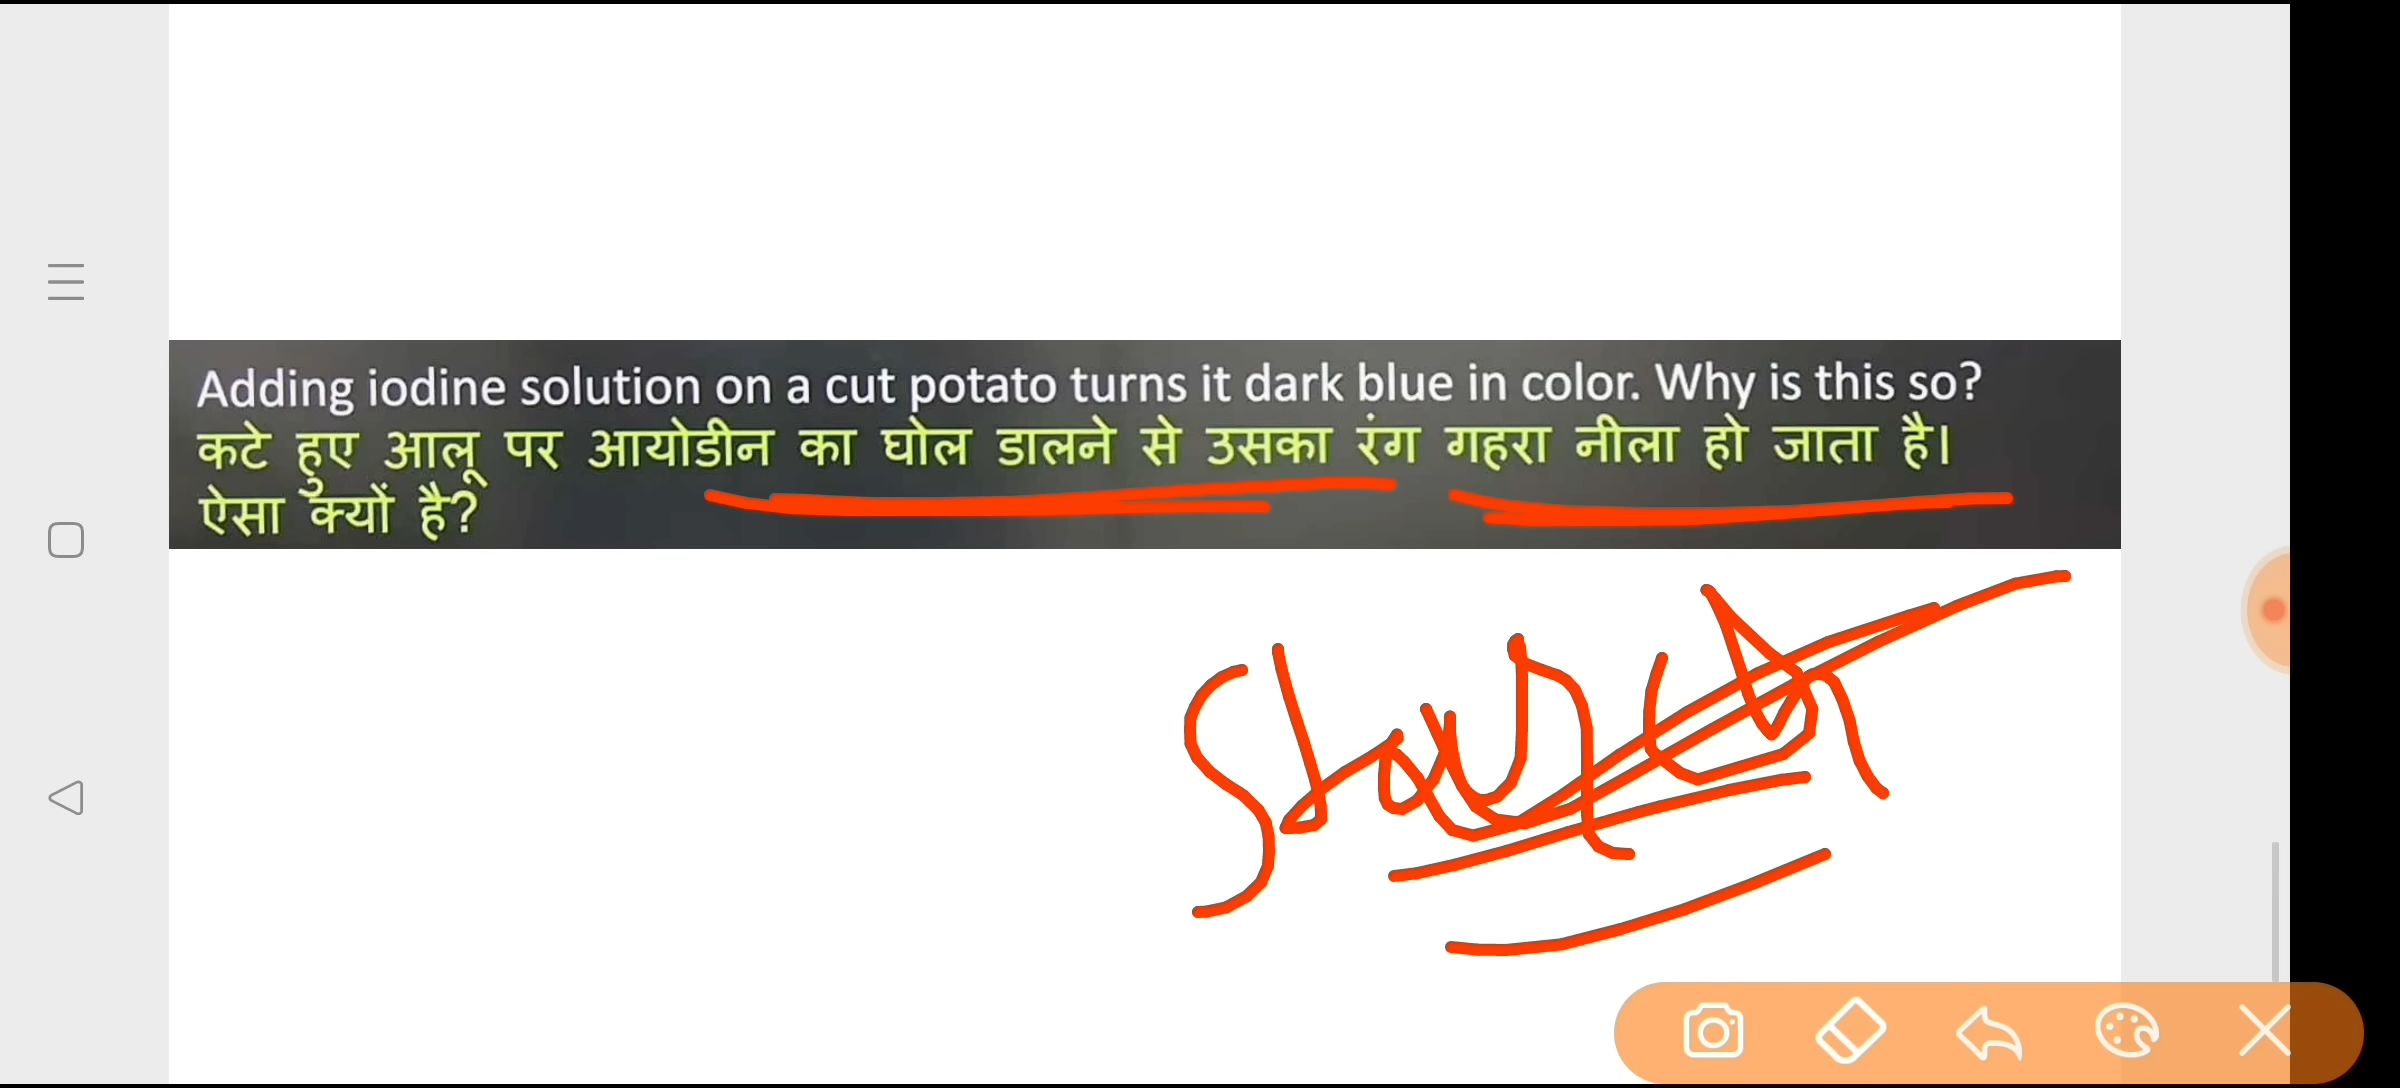 Adding iodine solution on a cut potato turns it dark blue in color. Why is this so?
कटे हुए आलू पर आयोडीन का घोल डालने से उसका रंग गहरा नीला हो जाता है।
ऐसा क्यों है?
Starch